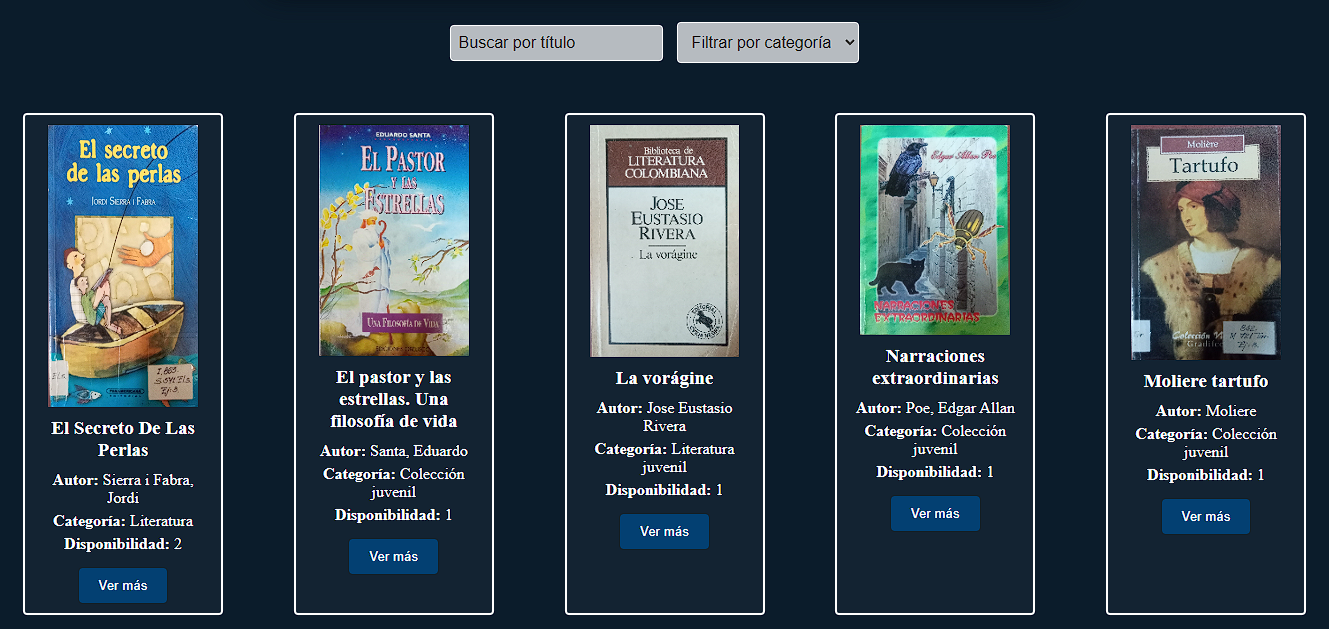 Buscar por título
Filtrar por categoría
El secreto
de las perlas
JORDI SIERRA i FABRA
El Secreto De Las
Perlas
Autor: Sierra i Fabra,
Jordi
Categoría: Literatura
Disponibilidad: 2
Ver más
EDUARDO SANTA
EL PASTOR
Y LAS
ESTRELLAS
UNA FILOSOFÍA DE VIDA
El pastor y las
estrellas. Una
filosofía de vida
Autor: Santa, Eduardo
Categoría: Colección
juvenil
Disponibilidad: 1
Ver más
Biblioteca de
LITERATURA
COLOMBIANA
JOSE
EUSTASIO
RIVERA
La vorágine
EDITORIAL
OVEJA NEGRA
La vorágine
Autor: Jose Eustasio
Rivera
Categoría: Literatura
juvenil
Disponibilidad: 1
Ver más
Edgar Allan Poe
NARRACIONES
EXTRAORDINARIAS
Narraciones
extraordinarias
Autor: Poe, Edgar Allan
Categoría: Colección
juvenil
Disponibilidad: 1
Ver más
Molière
Tartufo
Colección
Moliere tartufo
Autor: Moliere
Categoría: Colección
juvenil
Disponibilidad: 1
Ver más